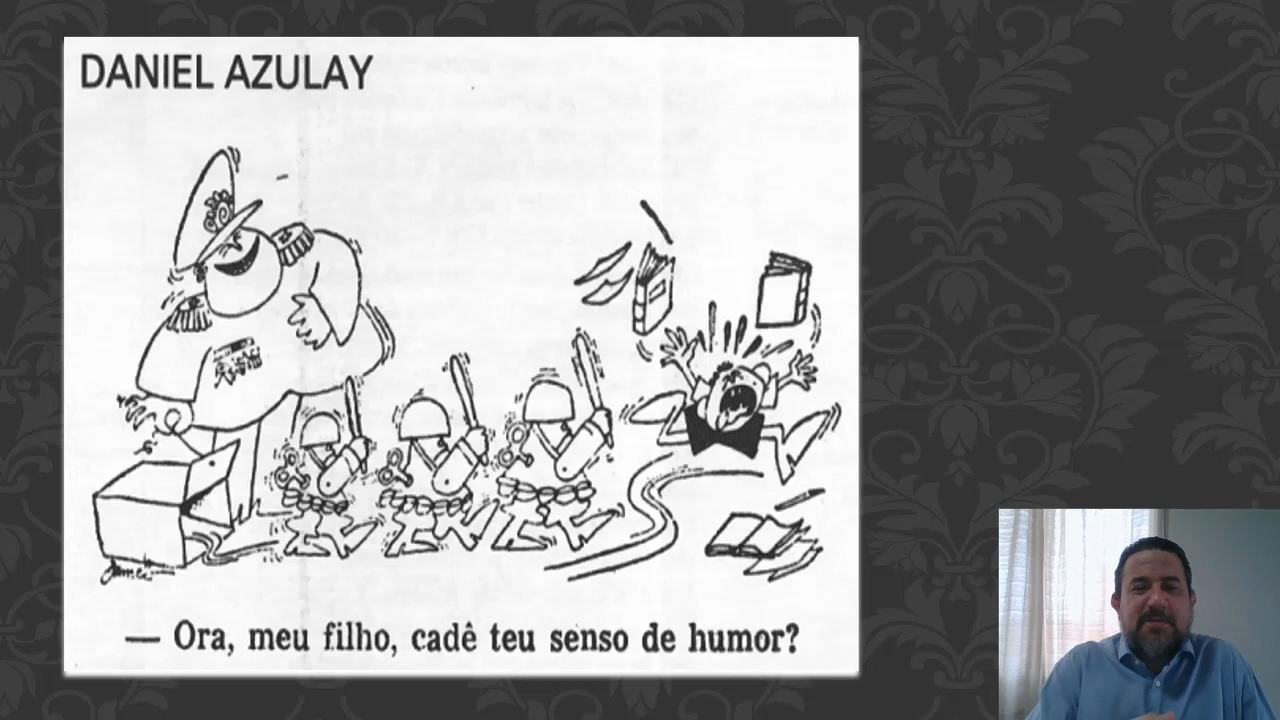 DANIEL AZULAY
— Ora, meu filho, cadê teu senso de humor?